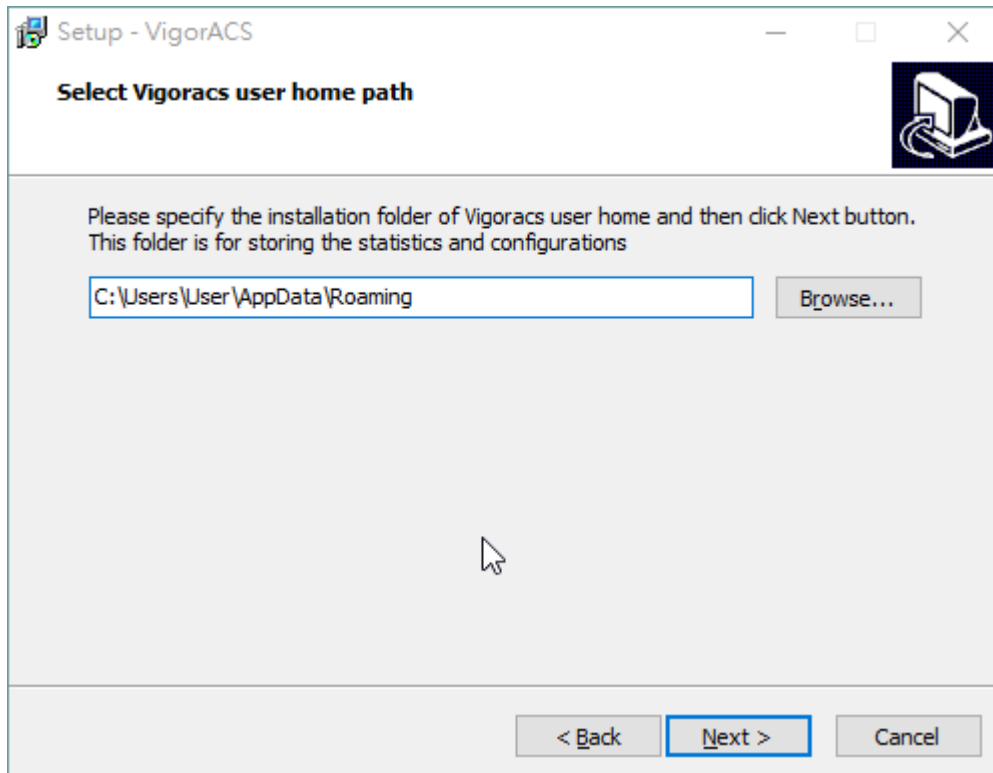 Setup - VigorACS
Select Vigoracs user home path
Please specify the installation folder of Vigoracs user home and then click Next button.
This folder is for storing the statistics and configurations
C:\Users\User\AppData\Roaming
Browse...
< Back
Next >
Cancel